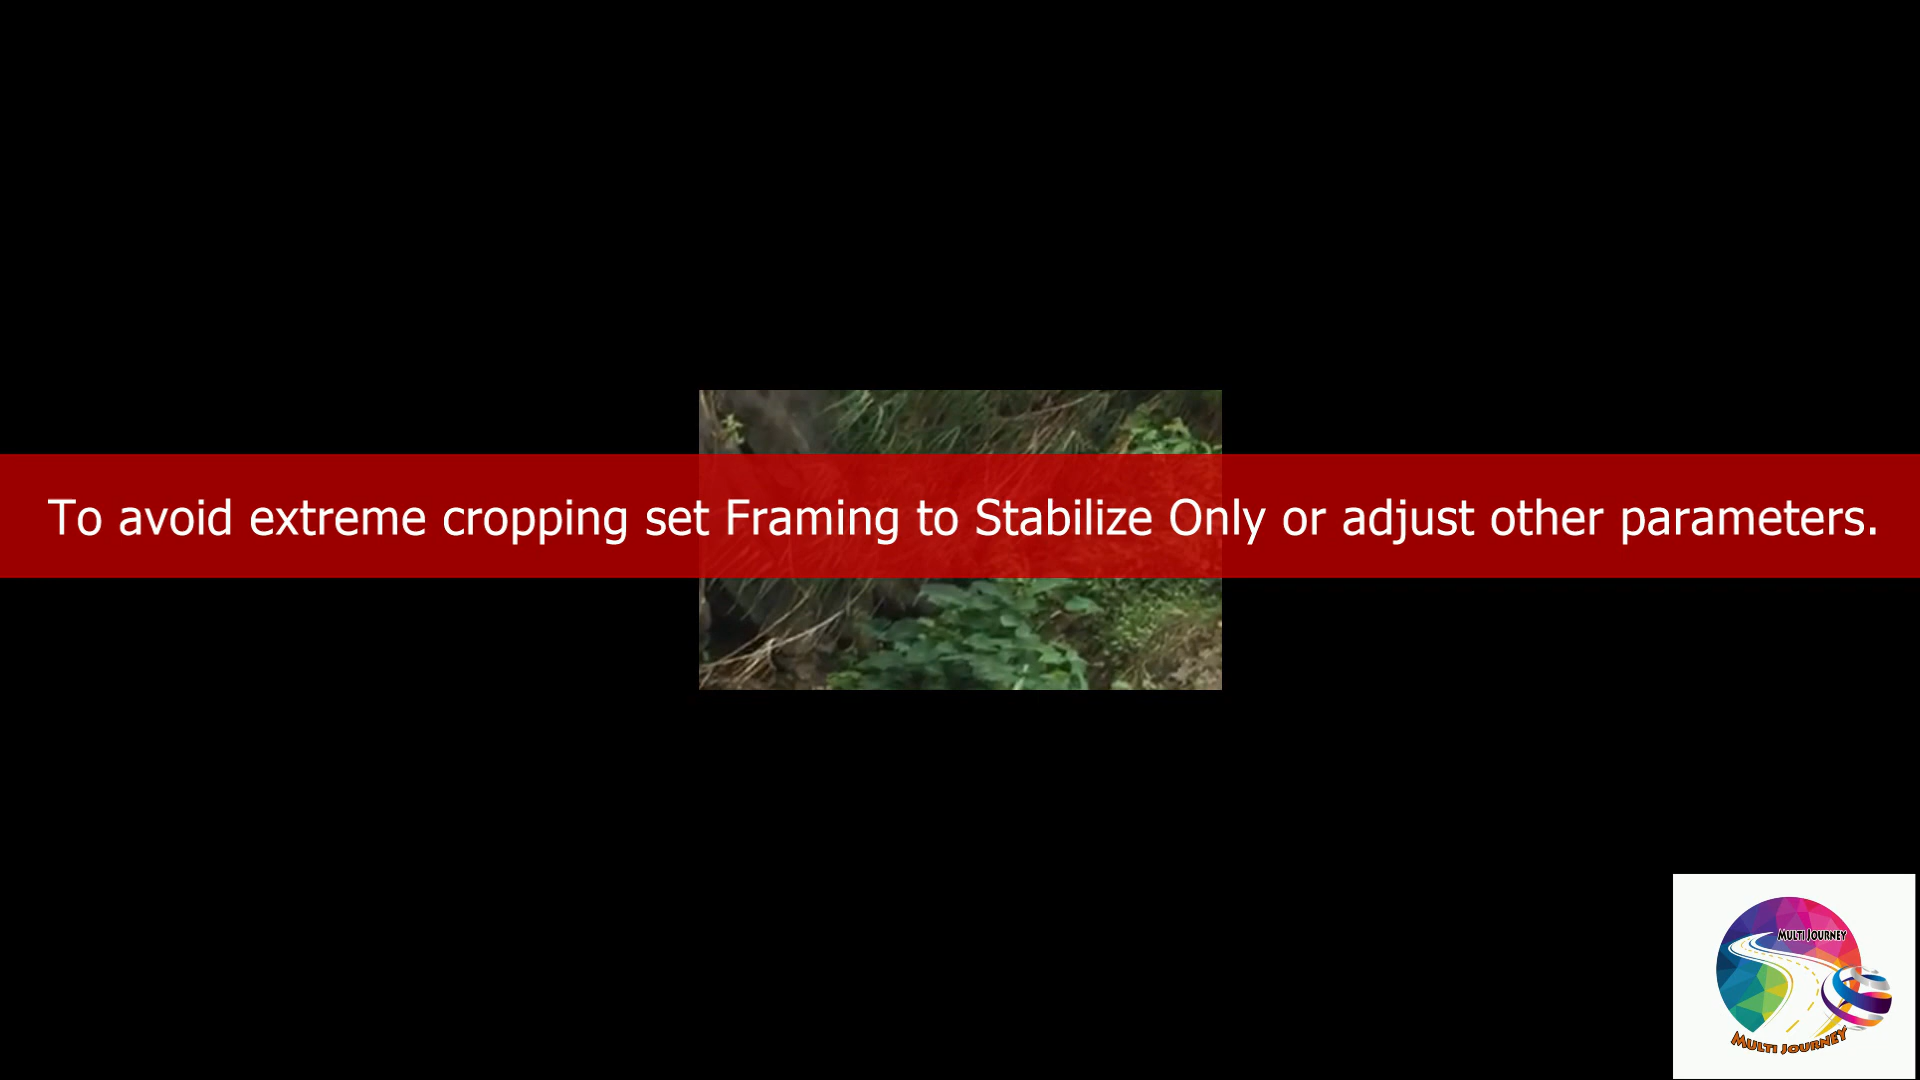 To avoid extreme cropping set Framing to Stabilize Only or adjust other parameters.
MULTI JOURNEY
MULTI JOURNEY